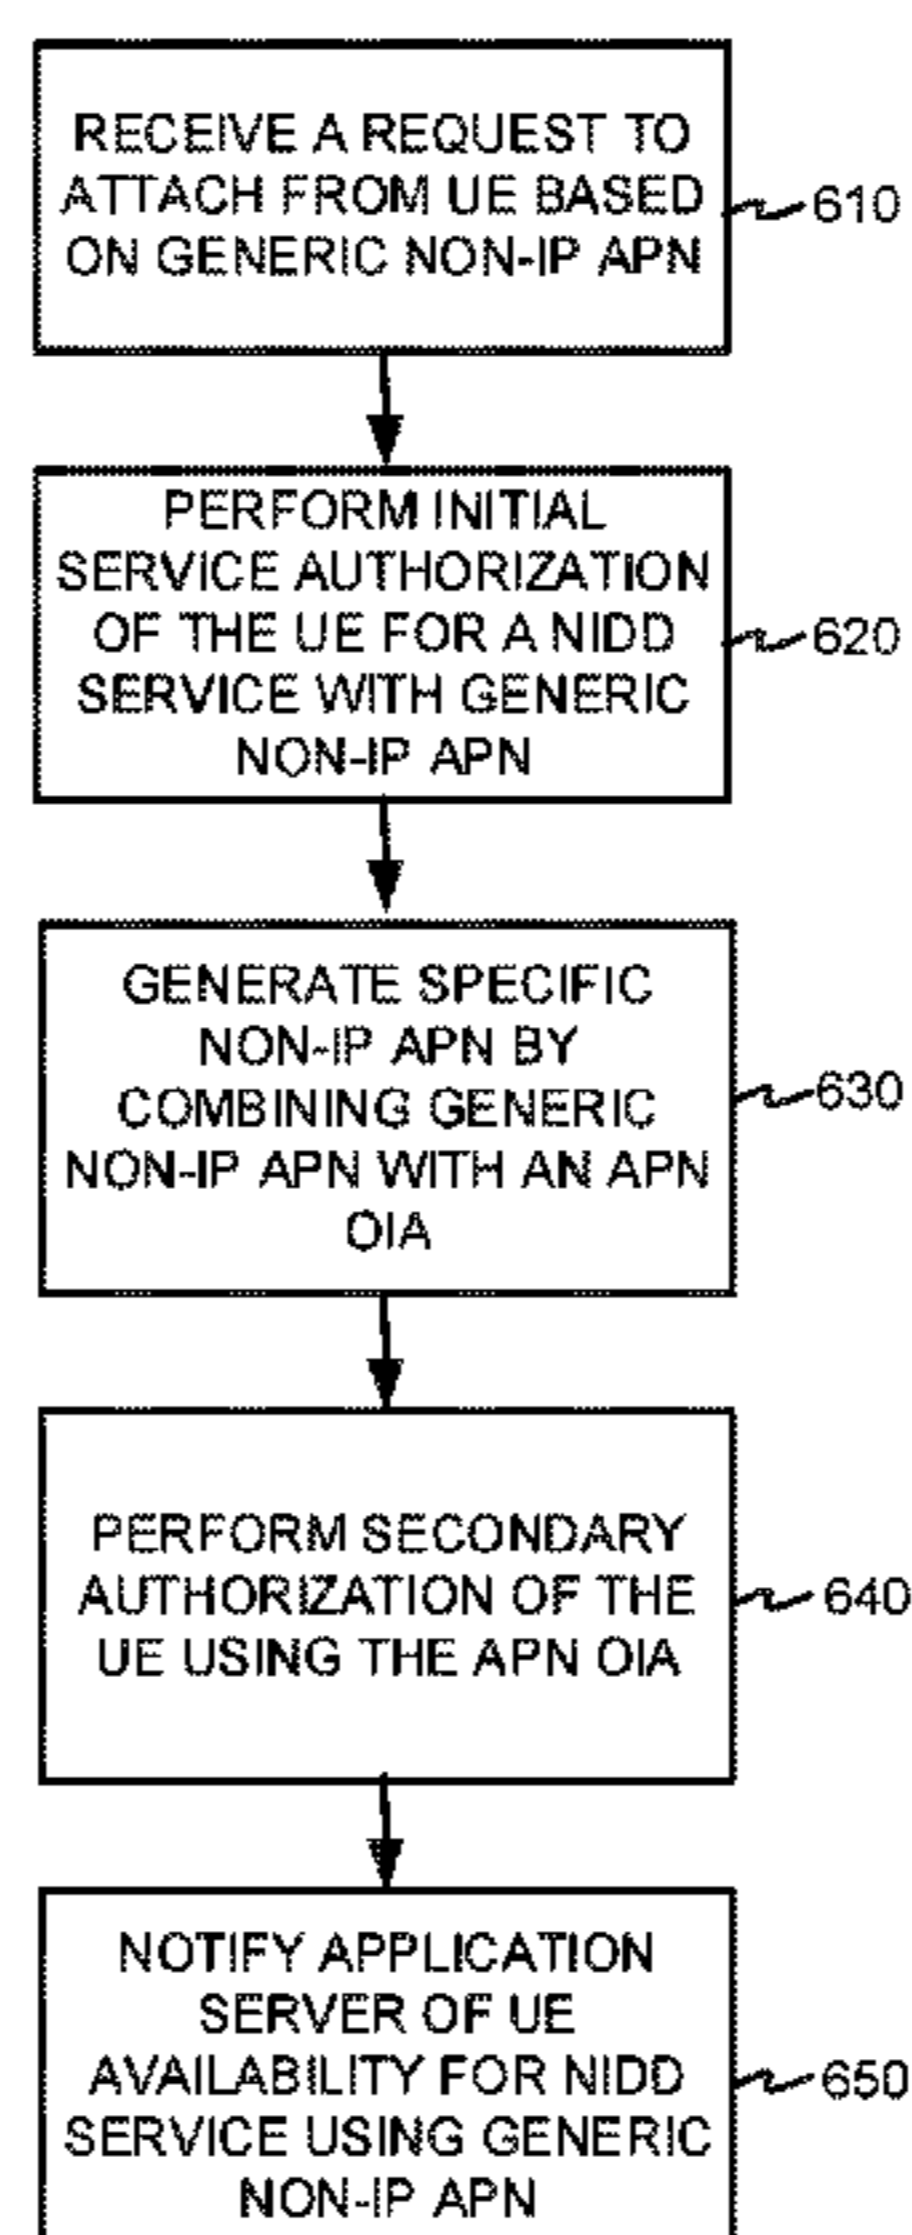 RECEIVE A REQUEST TO
ATTACH FROM UE BASED
ON GENERIC NON-IP APN
610
PERFORM INITIAL
SERVICE AUTHORIZATION
OF THE UE FOR A NIDD
SERVICE WITH GENERIC
NON-IP APN
620
GENERATE SPECIFIC
NON-IP APN BY
COMBINING GENERIC
NON-IP APN WITH AN APN
OIA
630
PERFORM SECONDARY
AUTHORIZATION OF THE
UE USING THE APN OIA
640
NOTIFY APPLICATION
SERVER OF UE
AVAILABILITY FOR NIDD
SERVICE USING GENERIC
NON-IP APN
650